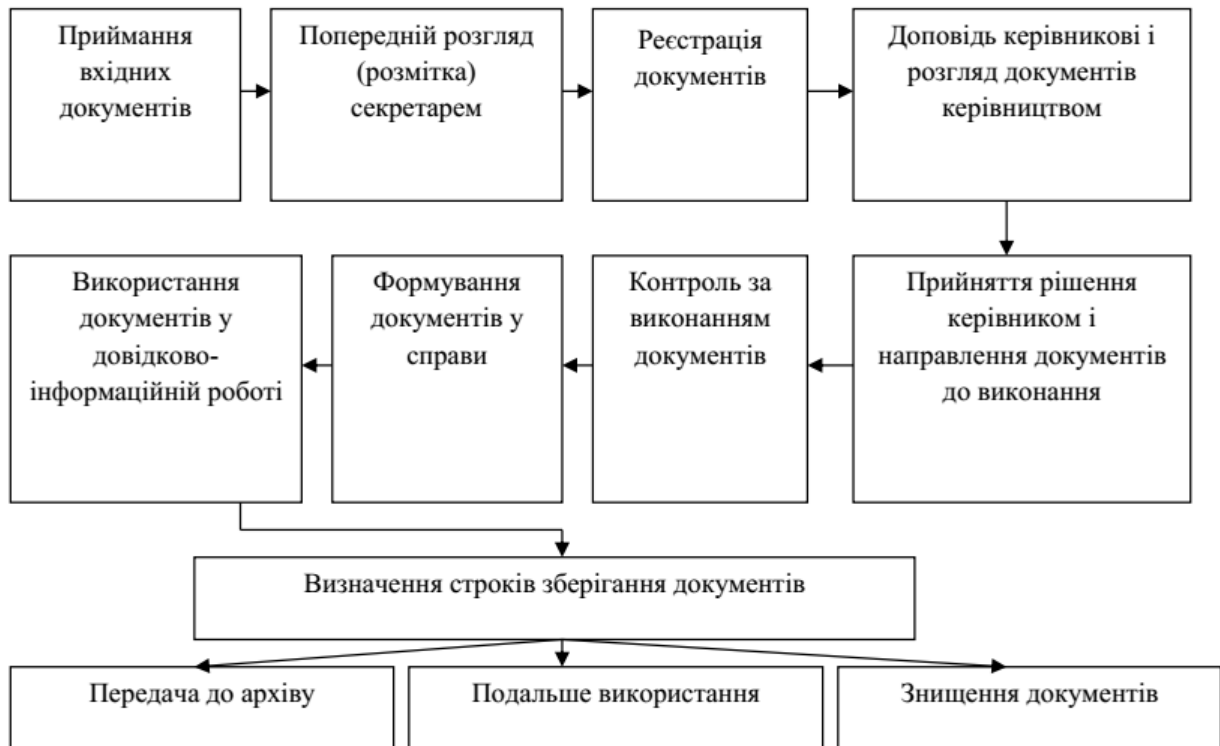 Приймання
вхідних
документів
Попередній розгляд
(розмітка)
секретарем
Реєстрація
документів
Доповідь керівникові і
розгляд документів
керівництвом
Використання
документів у
довідково-
інформаційній роботі
Формування
документів у
справи
Контроль за
виконанням
документів
Прийняття рішення
керівником і
направлення документів
до виконання
Визначення строків зберігання документів
Передача до архіву
Подальше використання
Знищення документів